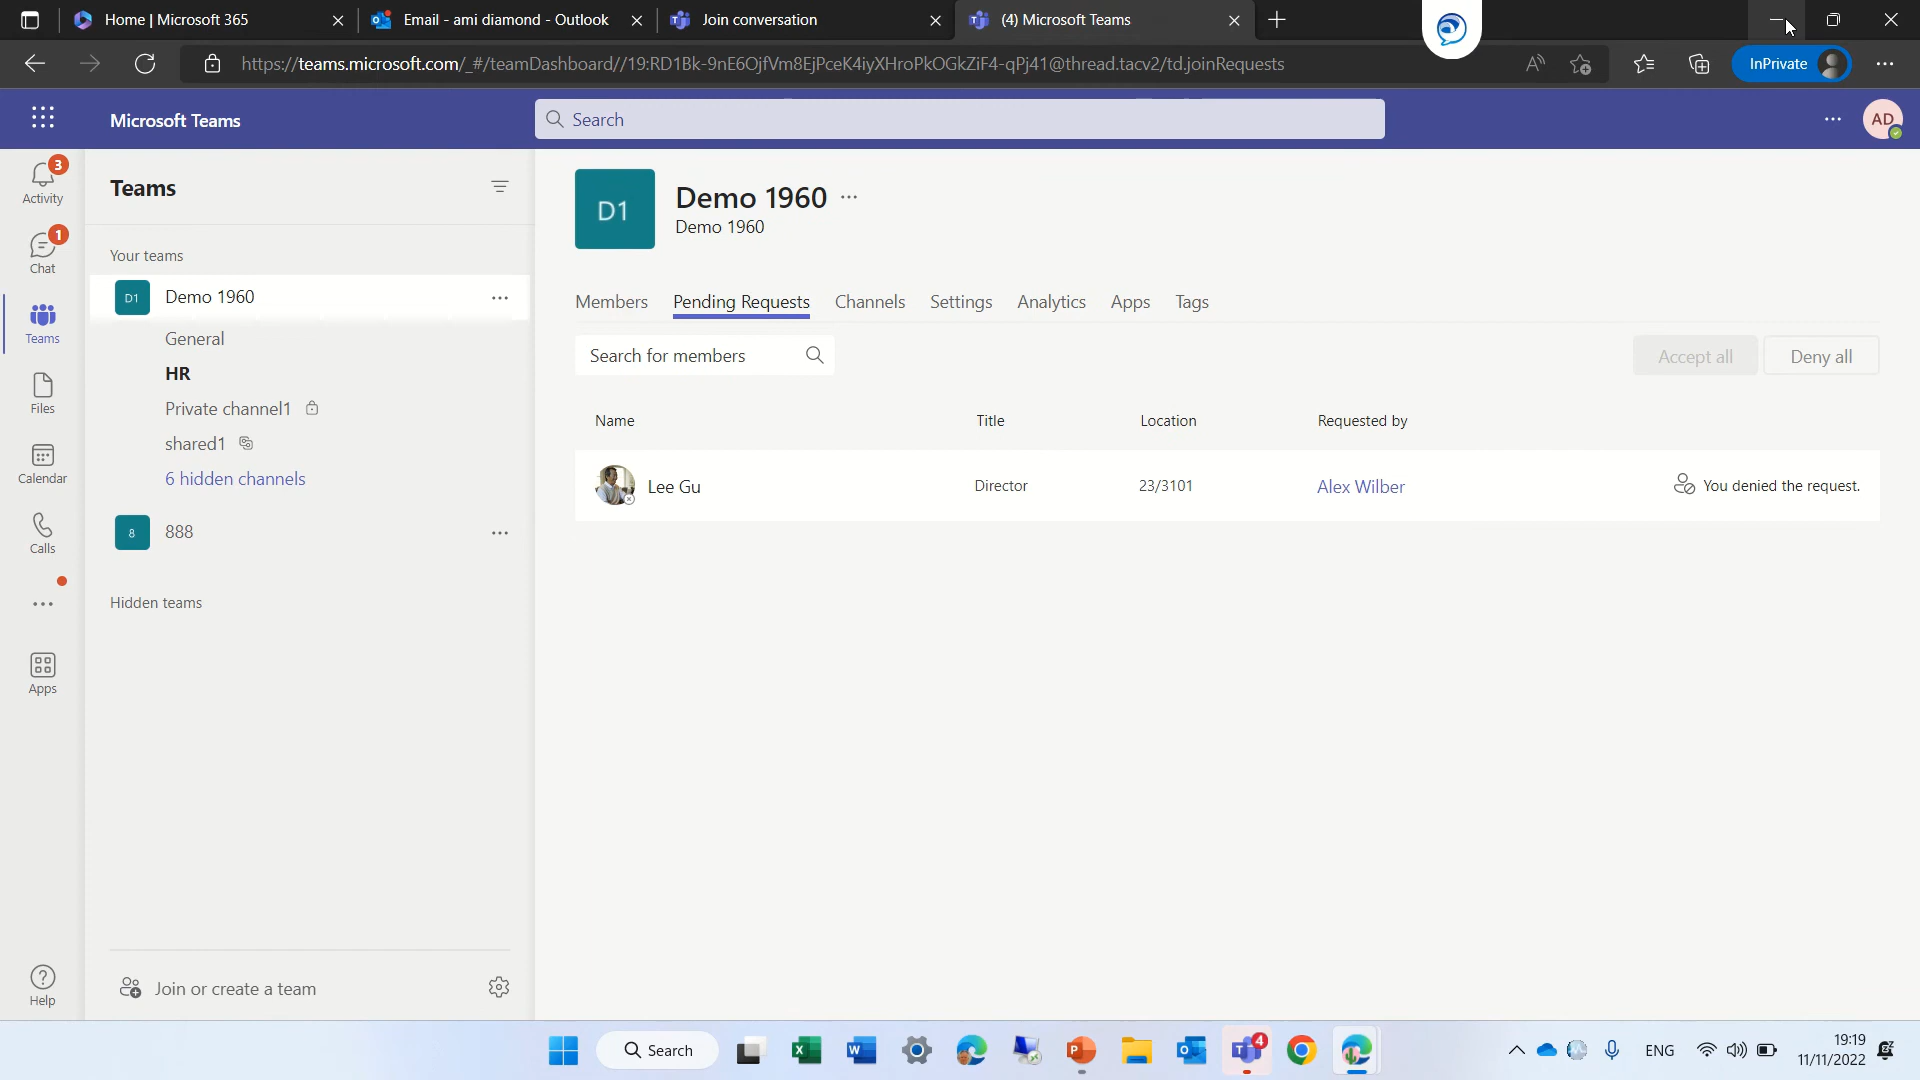 Home | Microsoft 365
Email - ami diamond - Outlook
Join conversation
(4) Microsoft Teams
https://teams.microsoft.com/_#/teamDashboard//19:RD1Bk-9nE6OjfVm8EjPceK4iyXHroPkOGkZiF4-qPj41@thread.tacv2/td.joinRequests
InPrivate
Microsoft Teams
Search
AD
3
Activity
1
Chat
Teams
Files
Calendar
Calls
Apps
Help
Teams
Your teams
D1 Demo 1960
General
HR
Private channel1
shared1
6 hidden channels
8 888
Hidden teams
Join or create a team
D1
Demo 1960
Demo 1960
Members Pending Requests Channels Settings Analytics Apps Tags
Search for members
Accept all
Deny all
Name Title Location Requested by
Lee Gu Director 23/3101 Alex Wilber You denied the request.
Search
4
ENG
19:19
11/11/2022